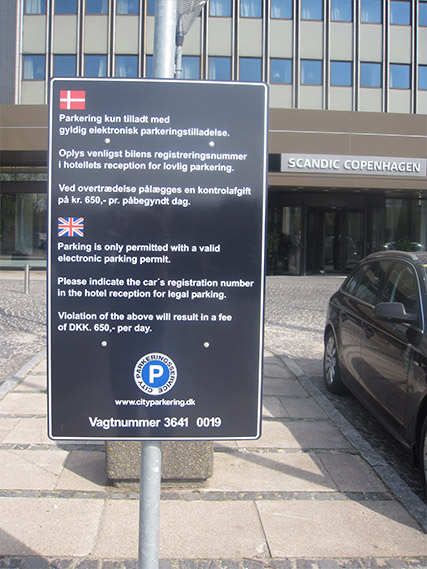 Parkering kun tilladt med
gyldig elektronisk parkeringstilladelse.
Oplys venligst bilens registreringsnummer
i hotellets reception for lovlig parkering.
Ved overtrædelse pålægges en kontrolafgift
på kr. 650,- pr. påbegyndt dag.
Parking is only permitted with a valid
electronic parking permit.
Please indicate the car´s registration number
in the hotel reception for legal parking.
Violation of the above will result in a fee
of DKK. 650,- per day.
CITY PARKERINGSSERVICE
P
www.cityparkering.dk
Vagtnummer 3641 0019
SCANDIC COPENHAGEN